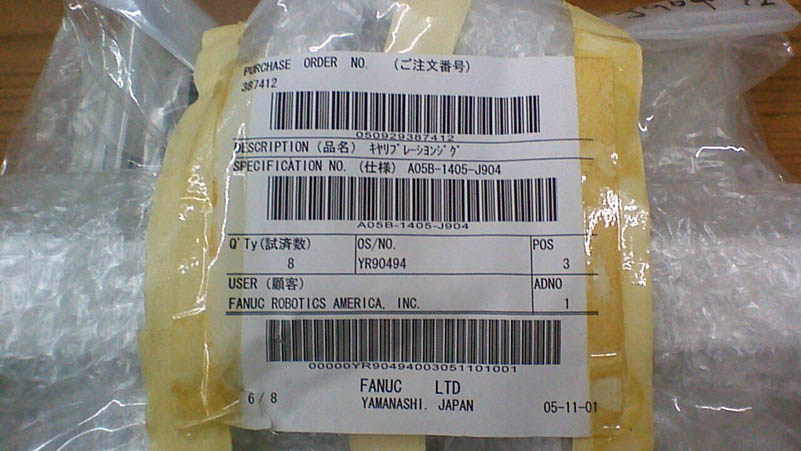 PURCHASE ORDER NO. (ご注文番号)
387412
050929387412
DESCRIPTION (品名) ｷｬﾘﾌﾞﾚｰｼｮﾝｼﾞｸﾞ
SPECIFICATION NO. (仕様) A05B-1405-J904
A05B-1405-J904
Q'Ty(試済数) OS/NO. POS
8 YR90494 3
USER (顧客) ADNO
FANUC ROBOTICS AMERICA, INC. 1
00000YR90494003051101001
FANUC LTD
6/8 YAMANASHI. JAPAN 05-11-01